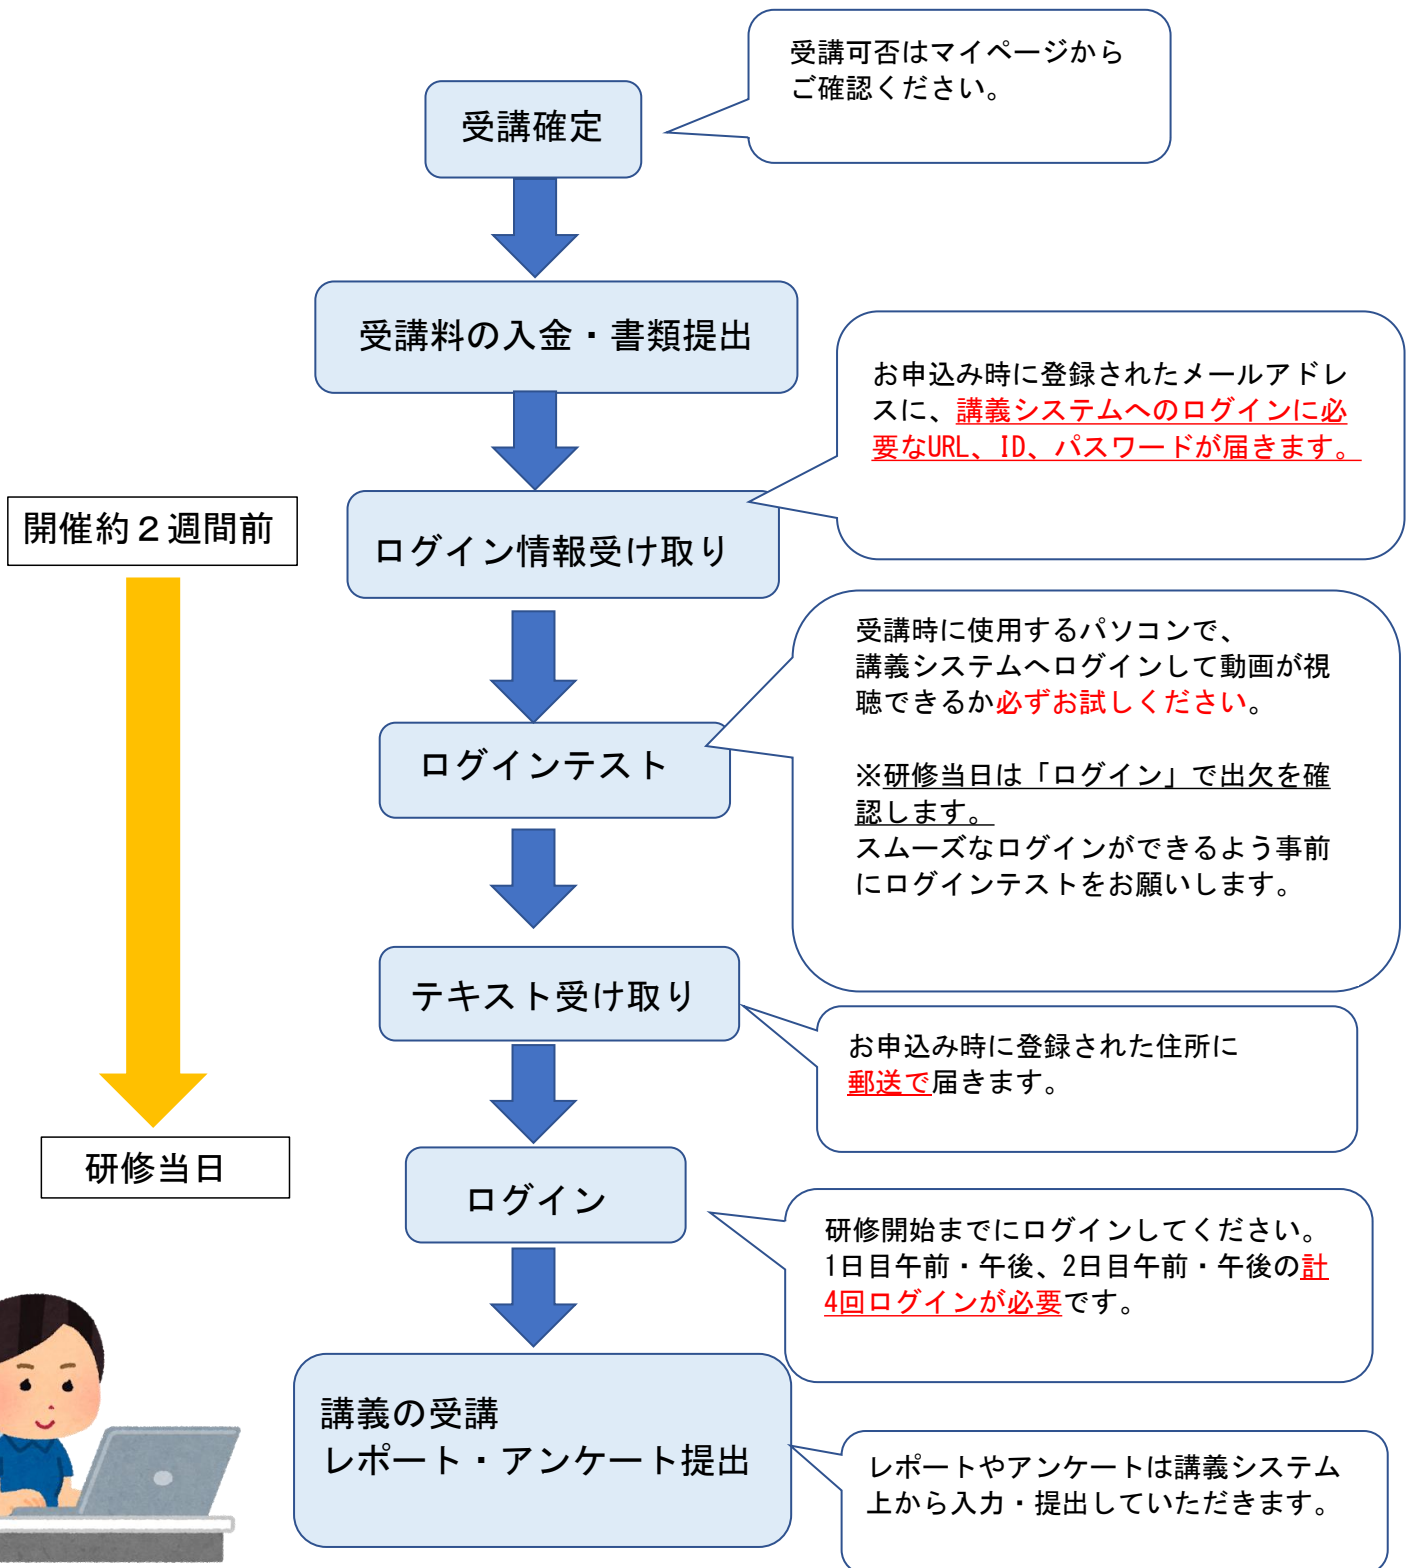 受講可否はマイページから
ご確認ください。
受講確定
受講料の入金・書類提出
お申込み時に登録されたメールアドレ
スに、講義システムへのログインに必
要なURL、ID、パスワードが届きます。
開催約２週間前
ログイン情報受け取り
受講時に使用するパソコンで、
講義システムへログインして動画が視
聴できるか必ずお試しください。
※研修当日は「ログイン」で出欠を確
認します。
スムーズなログインができるよう事前
にログインテストをお願いします。
ログインテスト
テキスト受け取り
お申込み時に登録された住所に
郵送で届きます。
研修当日
ログイン
研修開始までにログインしてください。
1日目午前・午後、2日目午前・午後の計
4回ログインが必要です。
講義の受講
レポート・アンケート提出
レポートやアンケートは講義システム
上から入力・提出していただきます。